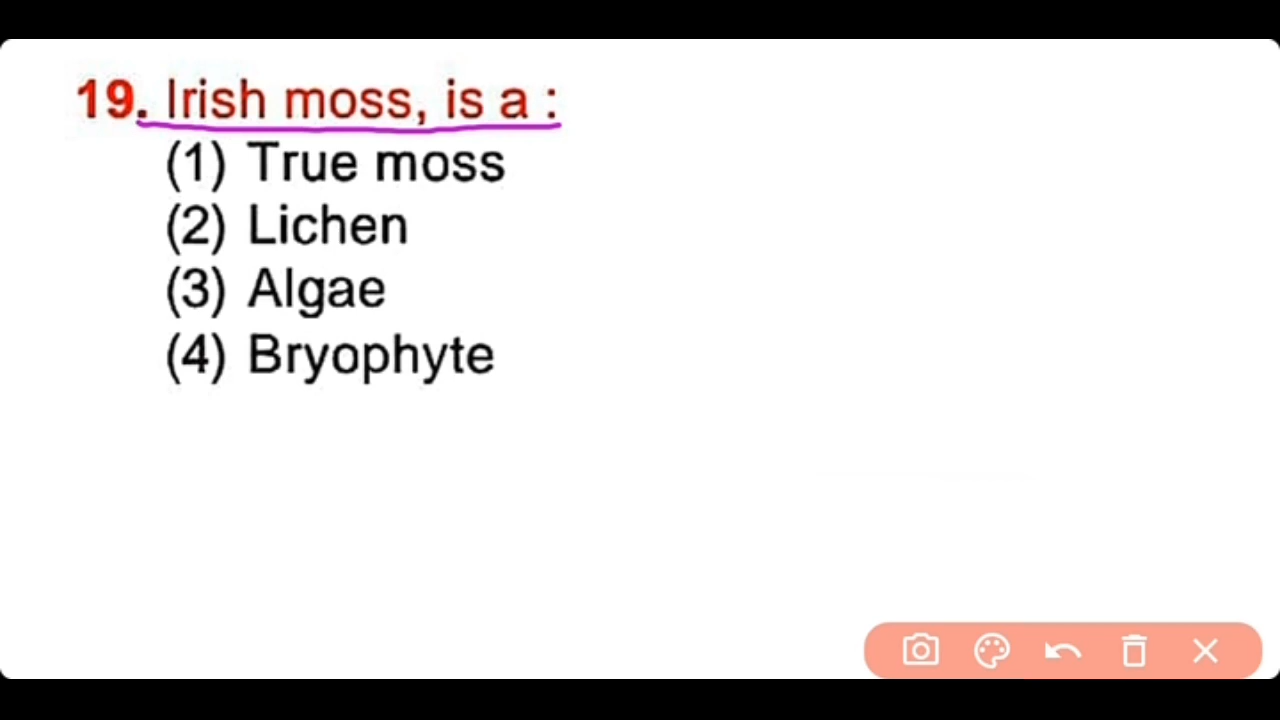 19. Irish moss, is a :
(1) True moss
(2) Lichen
(3) Algae
(4) Bryophyte